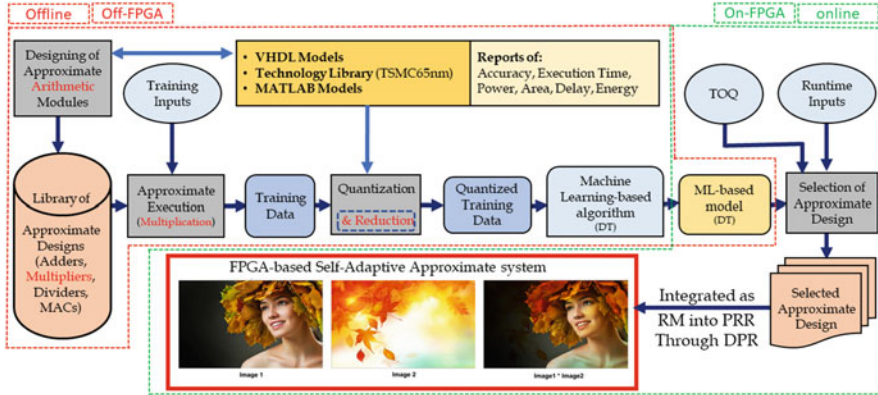 Offline
Off-FPGA
On-FPGA
online
Designing of
Approximate
Arithmetic
Modules
Training
Inputs
• VHDL Models
• Technology Library (TSMC65nm)
• MATLAB Models
Reports of:
Accuracy, Execution Time,
Power, Area, Delay, Energy
TOQ
Runtime
Inputs
Library of
Approximate
Designs
(Adders,
Multipliers,
Dividers,
MACs)
Approximate
Execution
(Multiplication)
Training
Data
Quantization
& Reduction
Quantized
Training
Data
Machine
Learning-based
algorithm
(DT)
ML-based
model
(DT)
Selection of
Approximate
Design
FPGA-based Self-Adaptive Approximate system
Image 1
Image 2
Image1 * Image2
Integrated as
RM into PRR
Through DPR
Selected
Approximate
Design